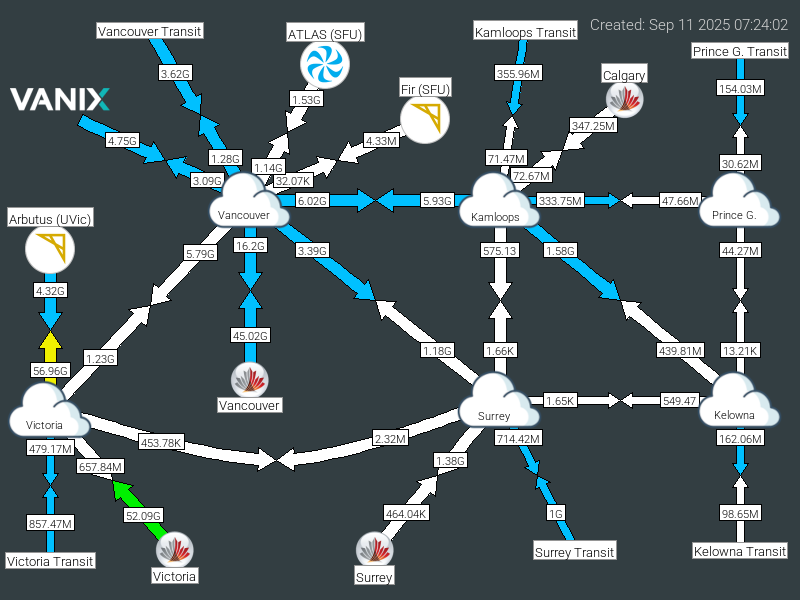 Created: Sep 11 2025 07:24:02
Vancouver Transit
ATLAS (SFU)
Kamloops Transit
Prince G. Transit
3.62G
355.96M
Calgary
154.03M
VANIX
1.53G
Fir (SFU)
347.25M
4.75G
4.33M
1.28G
71.47M
30.62M
3.09G
1.14G
32.07K
72.67M
6.02G
5.93G
333.75M
47.66M
Vancouver
Kamloops
Prince G.
Arbutus (UVic)
5.79G
16.2G
3.39G
575.13
1.58G
44.27M
4.32G
45.02G
1.23G
1.18G
1.66K
439.81M
13.21K
56.96G
Vancouver
1.65K
549.47
Victoria
Surrey
Kelowna
479.17M
453.78K
2.32M
714.42M
162.06M
657.84M
1.38G
857.47M
52.09G
464.04K
1G
98.65M
Victoria Transit
Victoria
Surrey
Surrey Transit
Kelowna Transit